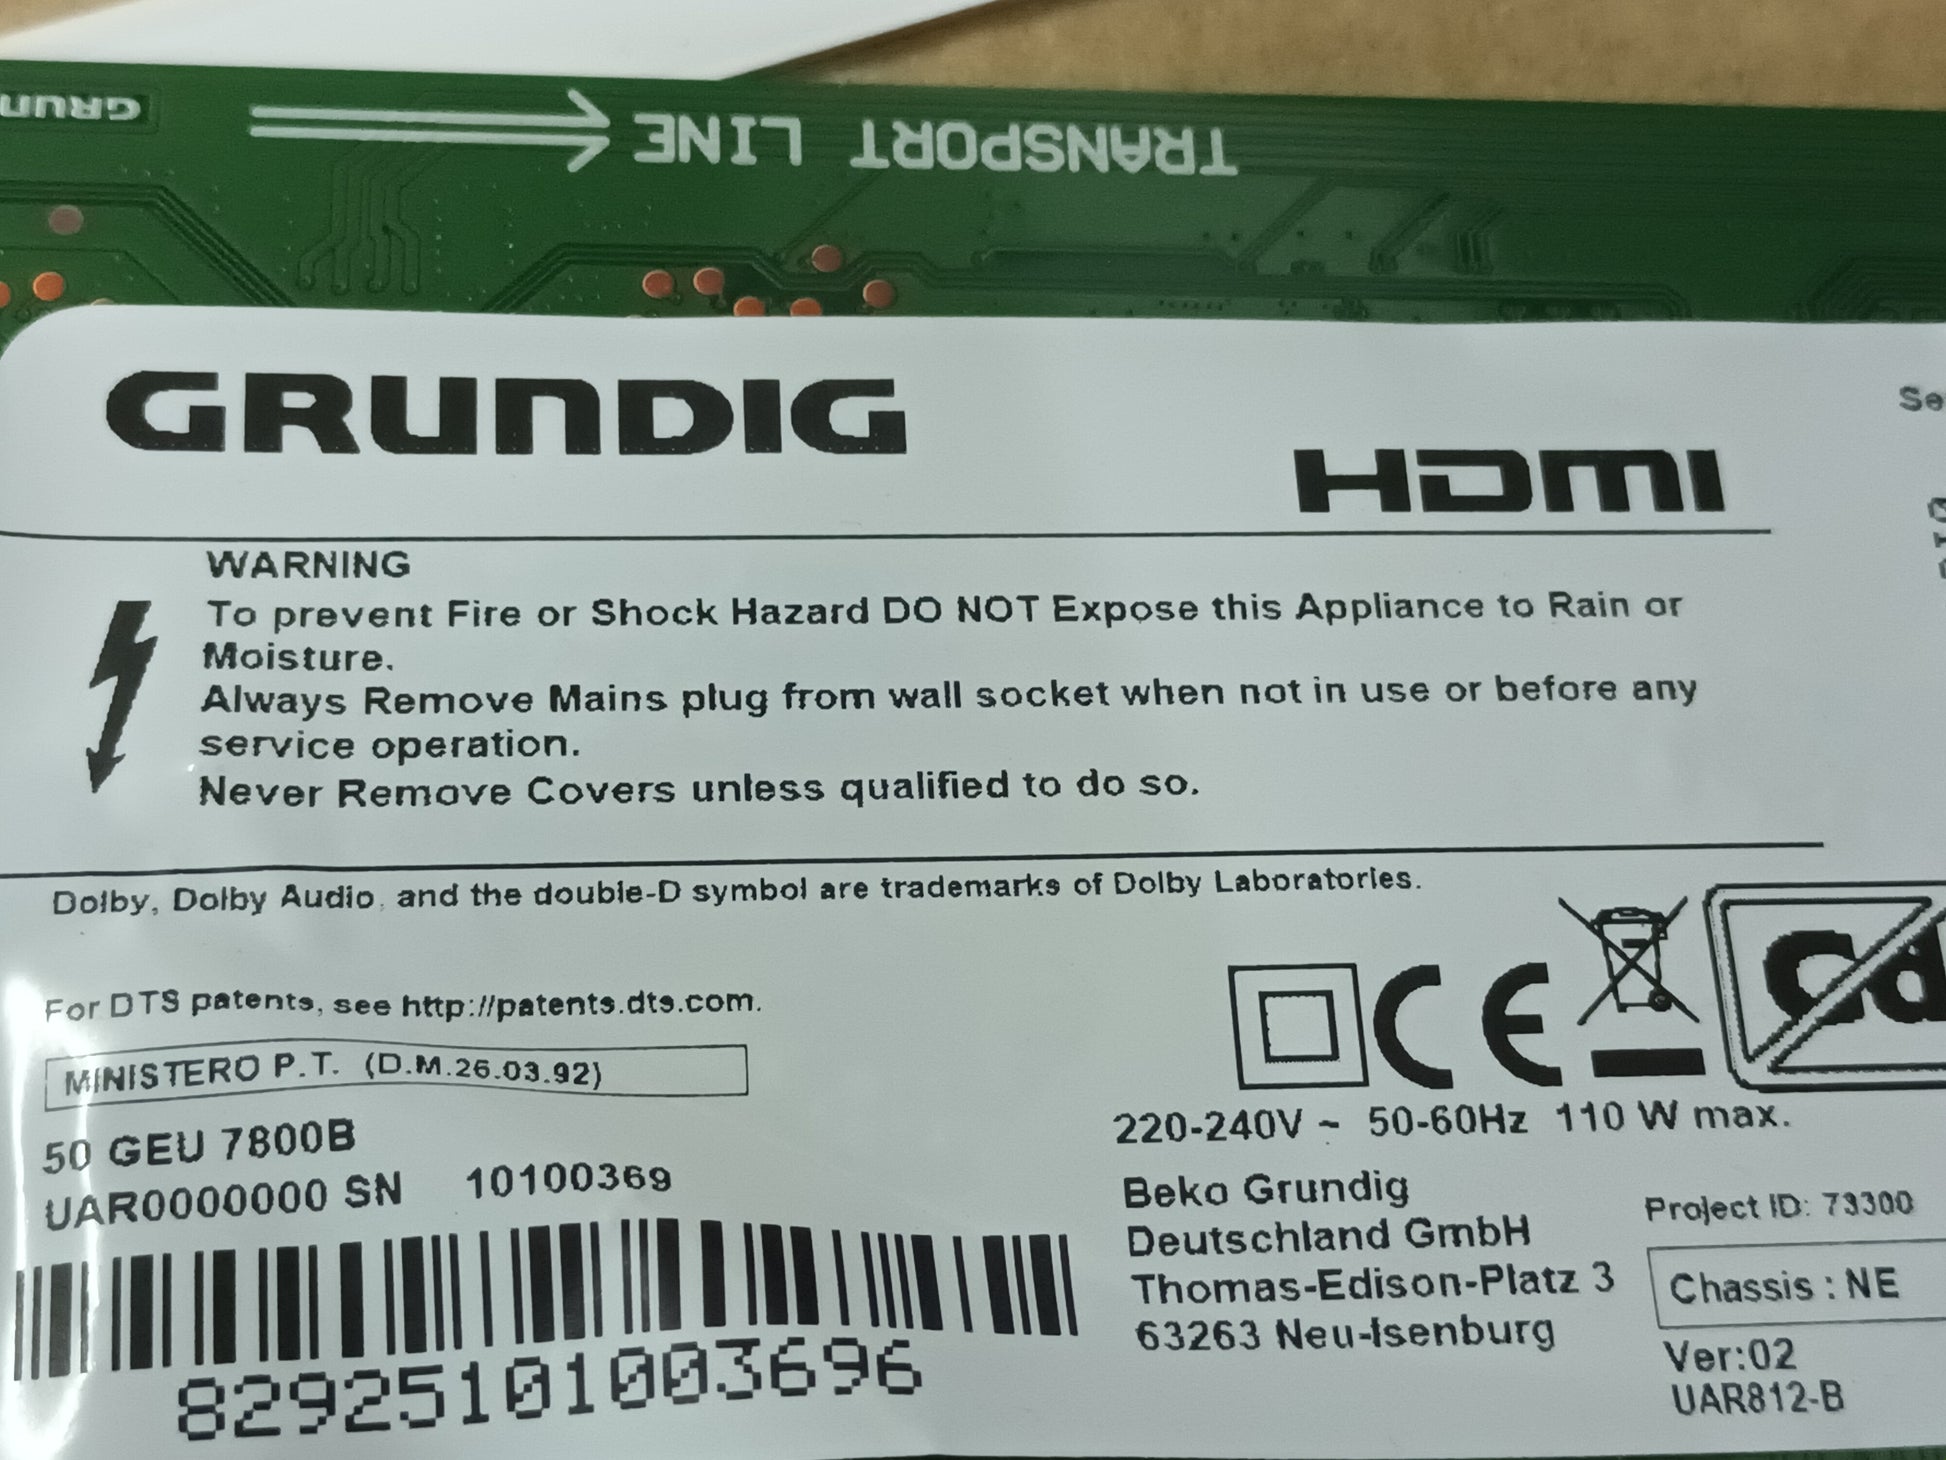 GRUN
TRANSPORT LINE
GRUNDIG
HDMI
Se
WARNING
To prevent Fire or Shock Hazard DO NOT Expose this Appliance to Rain or
Moisture.
Always Remove Mains plug from wall socket when not in use or before any
service operation.
Never Remove Covers unless qualified to do so.
Dolby, Dolby Audio, and the double-D symbol are trademarks of Dolby Laboratories.
For DTS patents, see http://patents.dts.com.
MINISTERO P.T. (D.M.26.03.92)
50 GEU 7800B
UAR0000000 SN 10100369
82925101003696
CE
Cd
220-240V ~ 50-60Hz 110 W max.
Beko Grundig
Deutschland GmbH
Thomas-Edison-Platz 3
63263 Neu-Isenburg
Project ID: 73300
Chassis : NE
Ver:02
UAR812-B